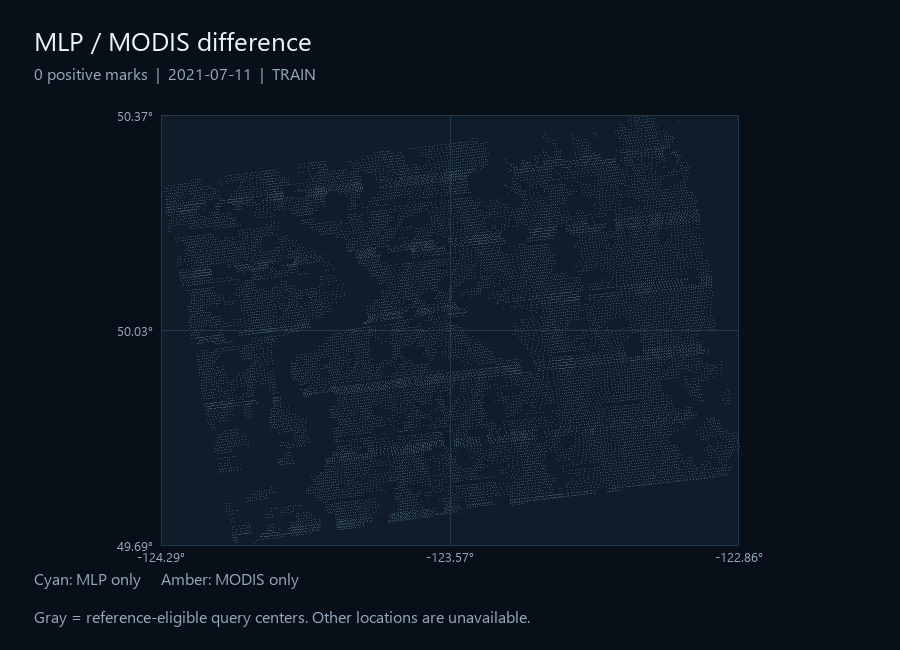 MLP / MODIS difference
0 positive marks | 2021-07-11 | TRAIN
50.37°
50.03°
49.69°
-124.29° -123.57° -122.86°
Cyan: MLP only Amber: MODIS only
Gray = reference-eligible query centers. Other locations are unavailable.